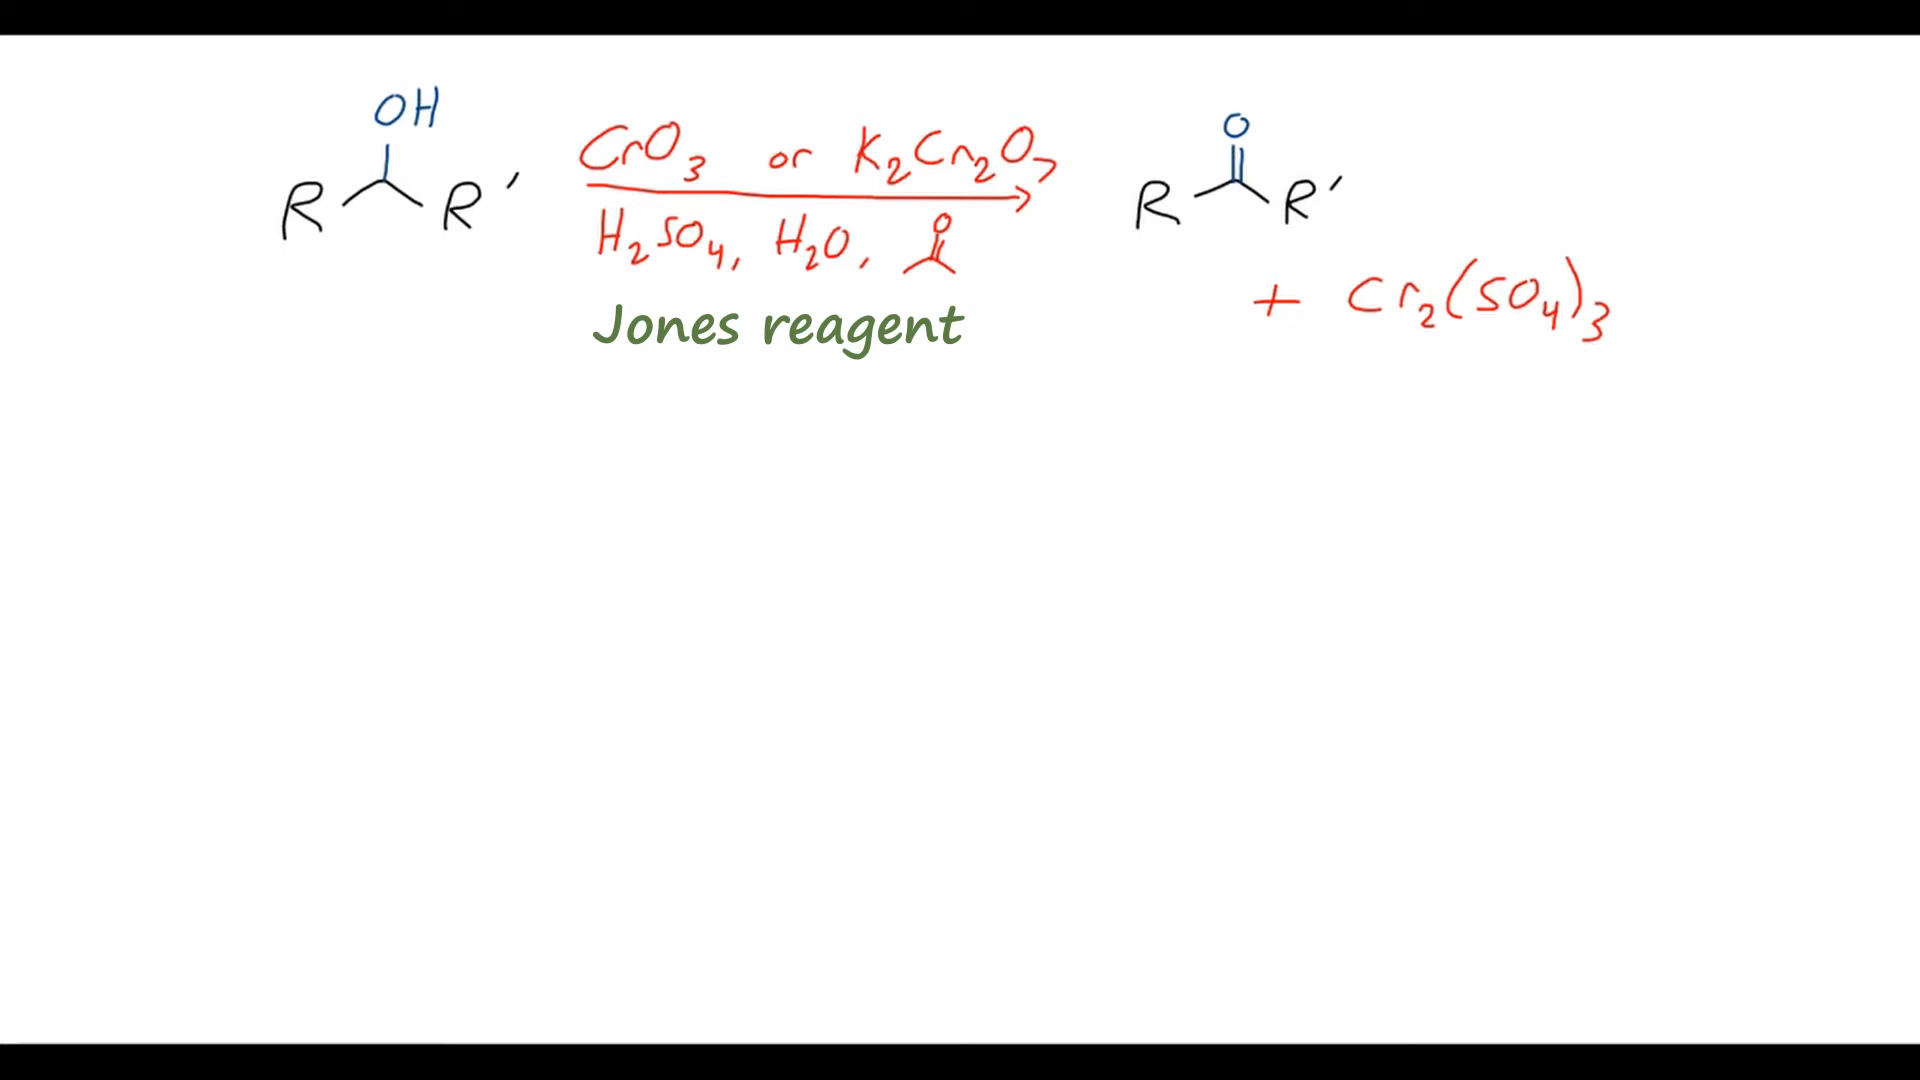 OH
R R'
CrO₃ or K₂Cr₂O₇
H₂SO₄, H₂O, O
Jones reagent
O
R R'
+ Cr₂(SO₄)₃